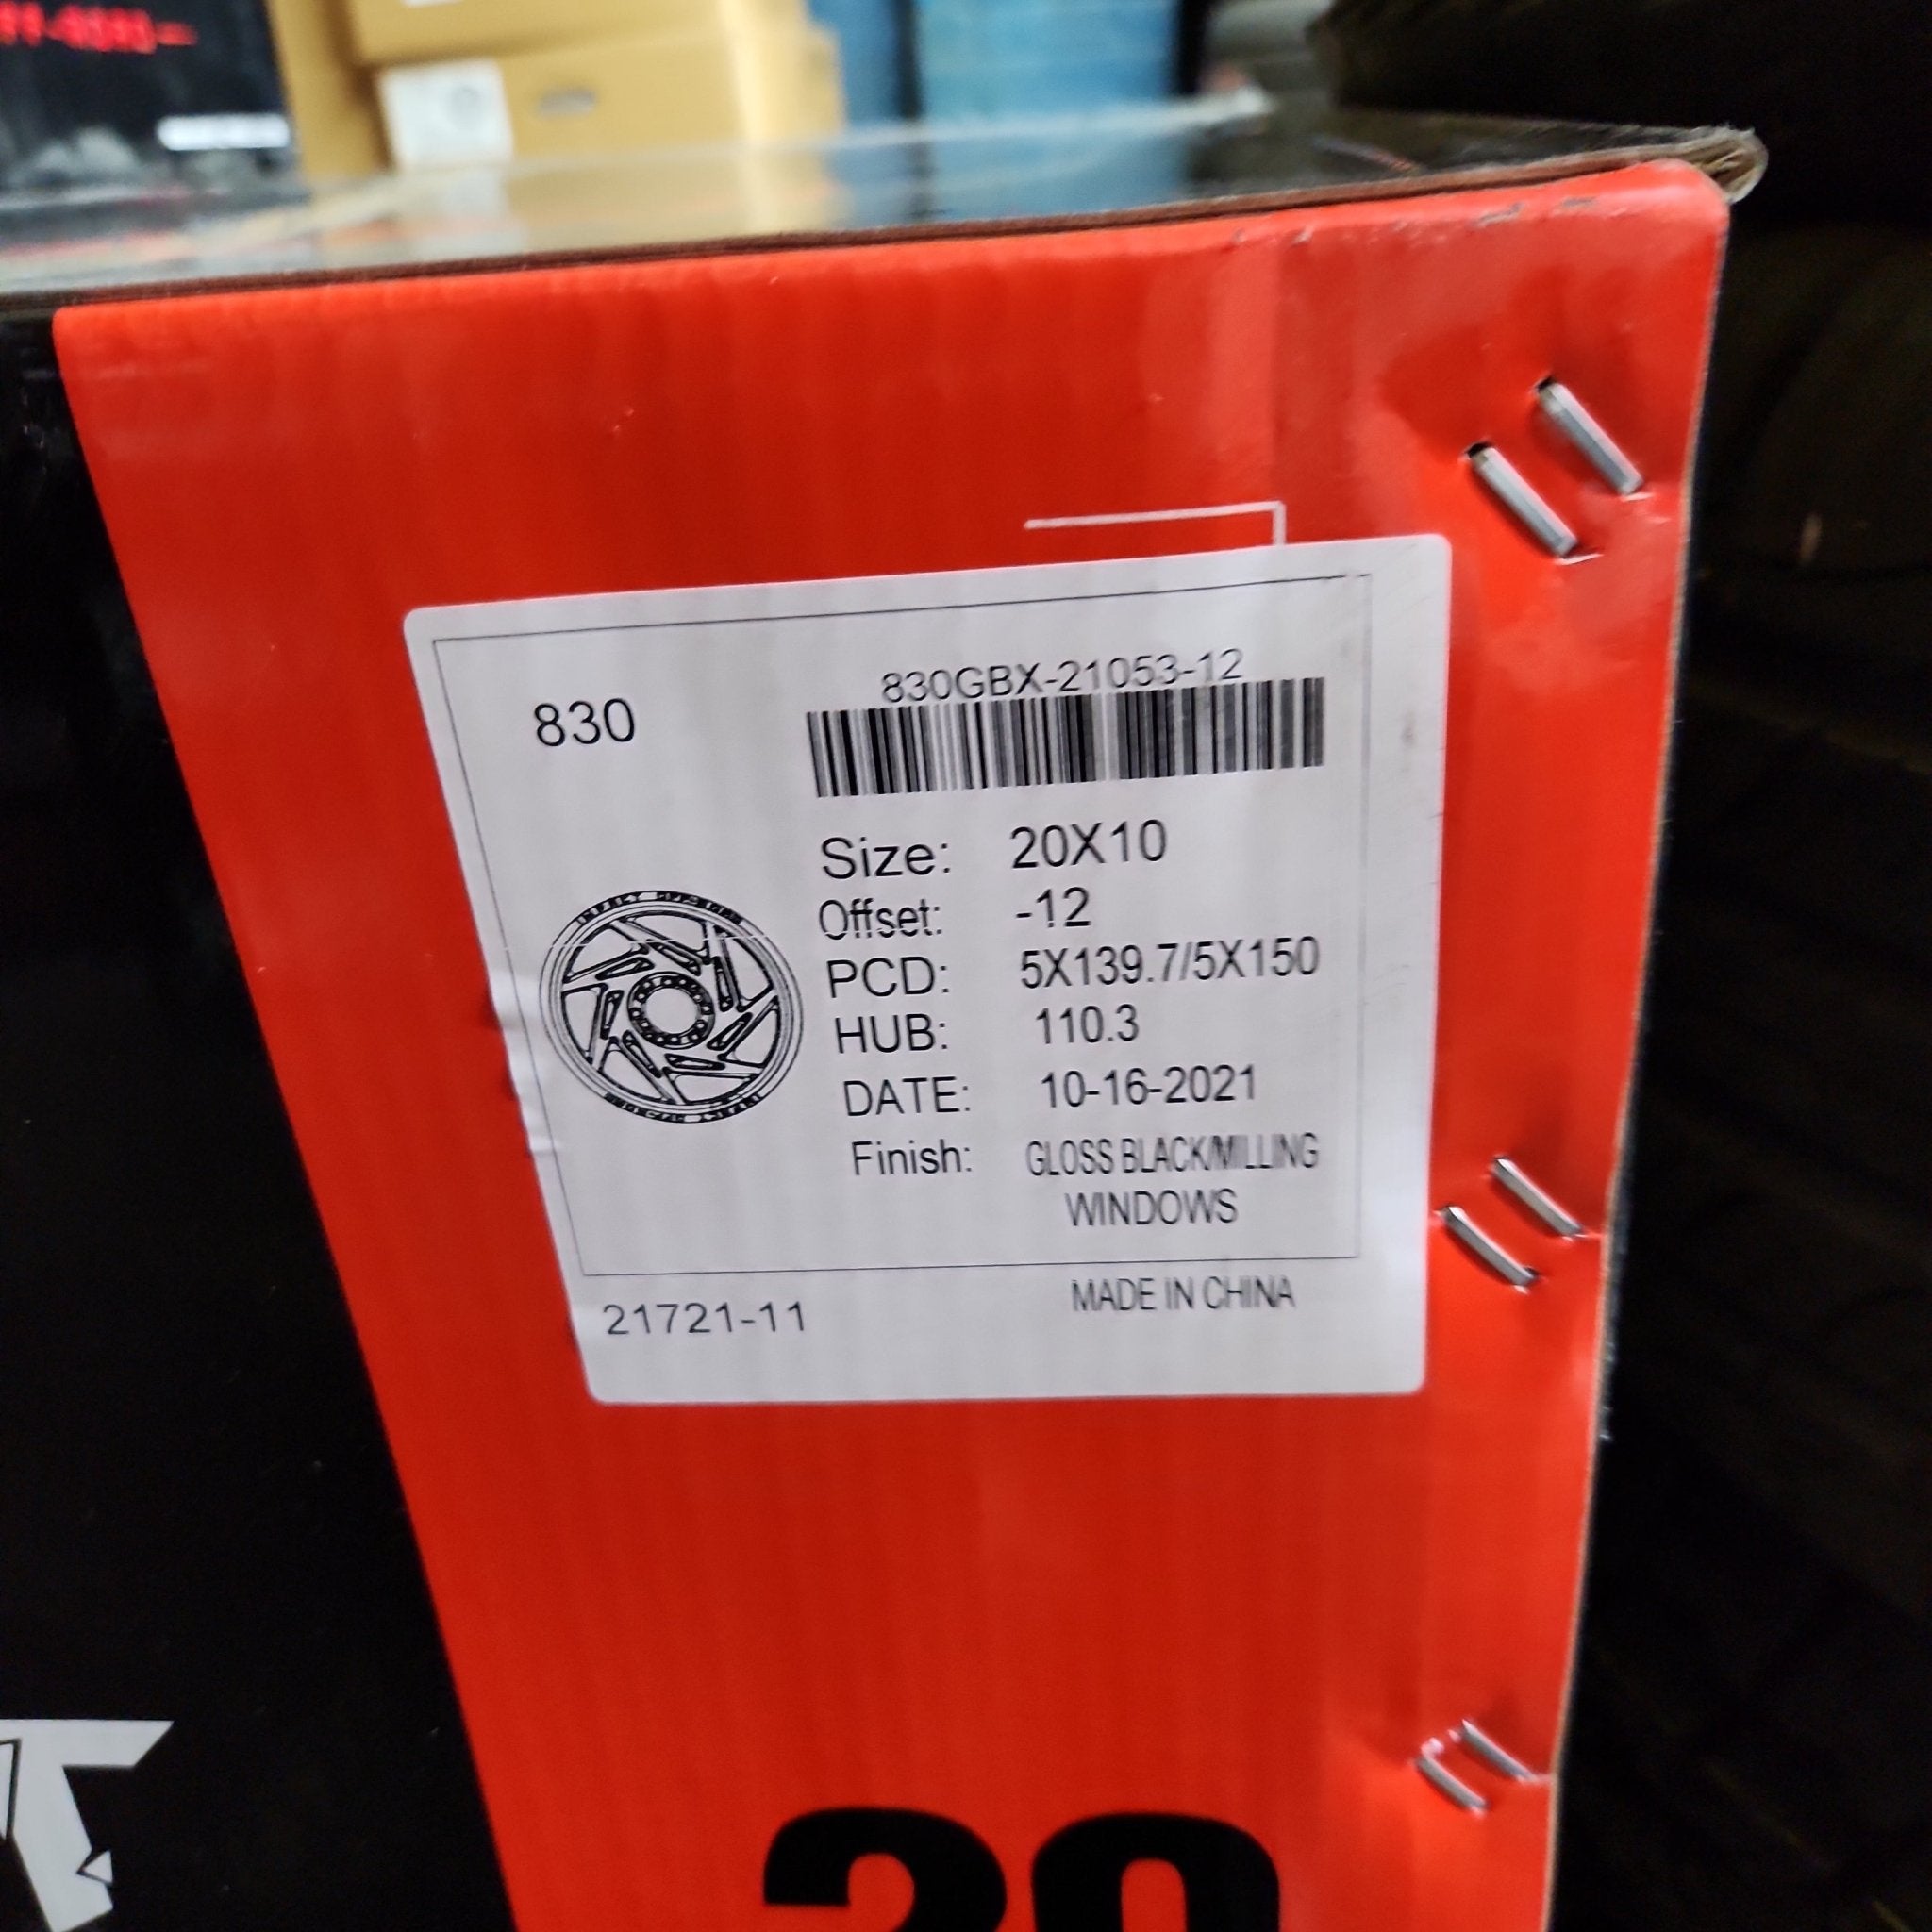 830GBX-21053-12
830
Size: 20X10
Offset: -12
PCD: 5X139.7/5X150
HUB: 110.3
DATE: 10-16-2021
Finish: GLOSS BLACK/MILLING
WINDOWS
21721-11
MADE IN CHINA
20